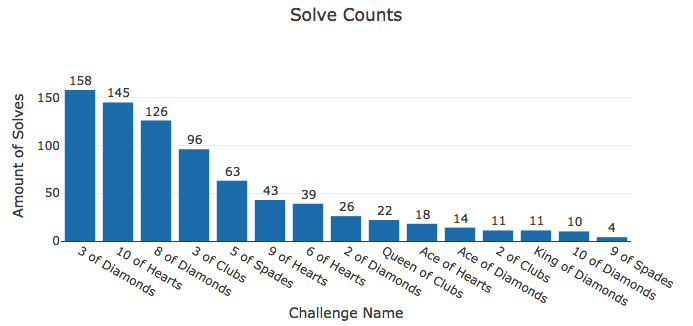 Solve Counts
158
145
126
96
63
43
39
26
22
18
14
11
11
10
4
150
100
50
0
Amount of Solves
3 of Diamonds
10 of Hearts
8 of Diamonds
3 of Clubs
5 of Spades
9 of Hearts
6 of Hearts
2 of Diamonds
Queen of Clubs
Ace of Hearts
Ace of Diamonds
2 of Clubs
King of Diamonds
10 of Diamonds
9 of Spades
Challenge Name